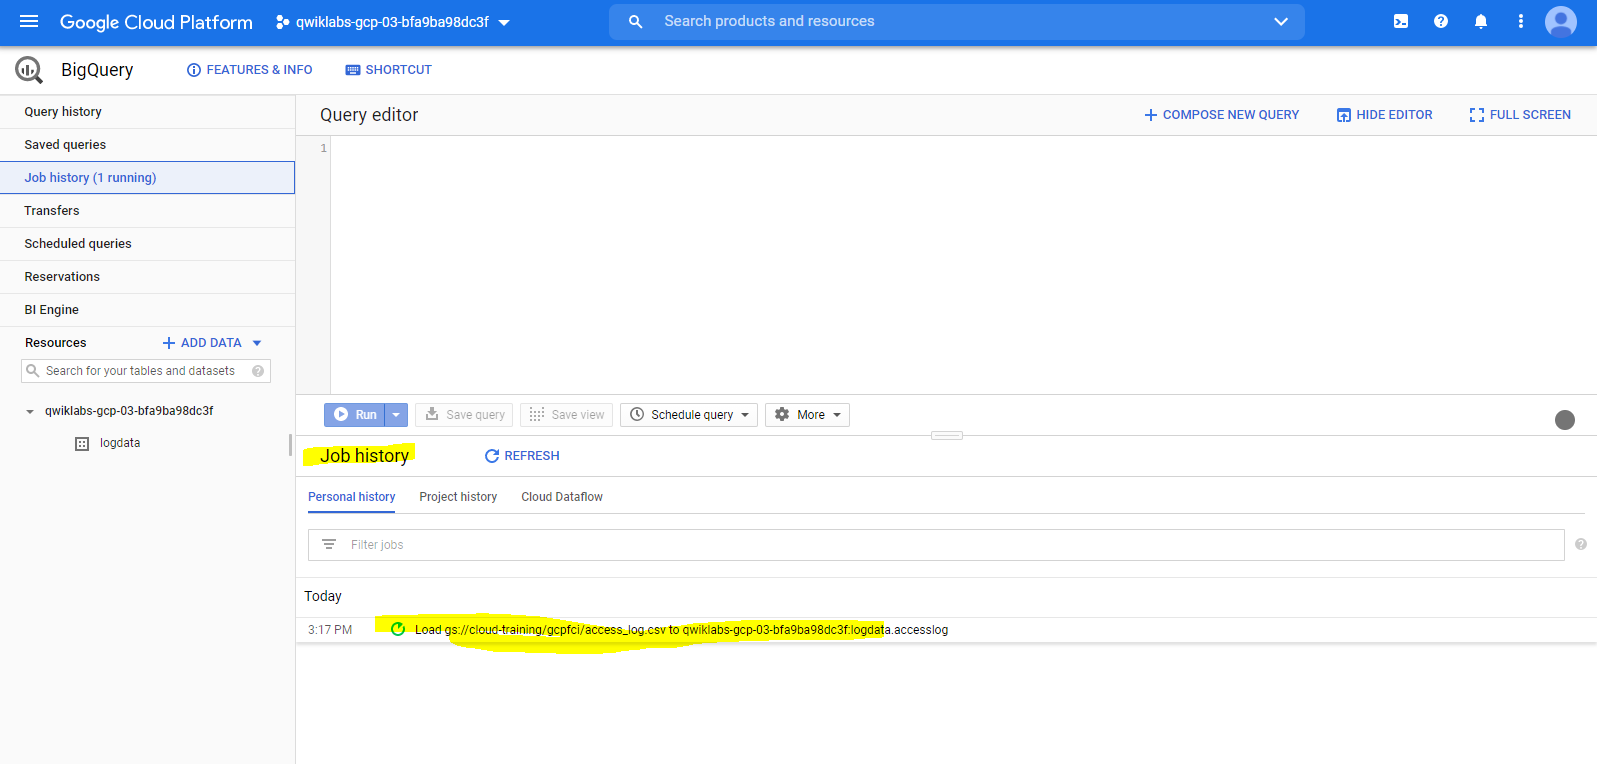 Google Cloud Platform
qwiklabs-gcp-03-bfa9ba98dc3f
Search products and resources
BigQuery
FEATURES & INFO
SHORTCUT
Query history
Saved queries
Job history (1 running)
Transfers
Scheduled queries
Reservations
BI Engine
Resources
ADD DATA
Search for your tables and datasets
qwiklabs-gcp-03-bfa9ba98dc3f
logdata
Query editor
COMPOSE NEW QUERY
HIDE EDITOR
FULL SCREEN
1
Run
Save query
Save view
Schedule query
More
Job history
REFRESH
Personal history
Project history
Cloud Dataflow
Filter jobs
Today
3:17 PM
Load gs://cloud-training/gcpfci/access_log.csv to qwiklabs-gcp-03-bfa9ba98dc3f:logdata.accesslog